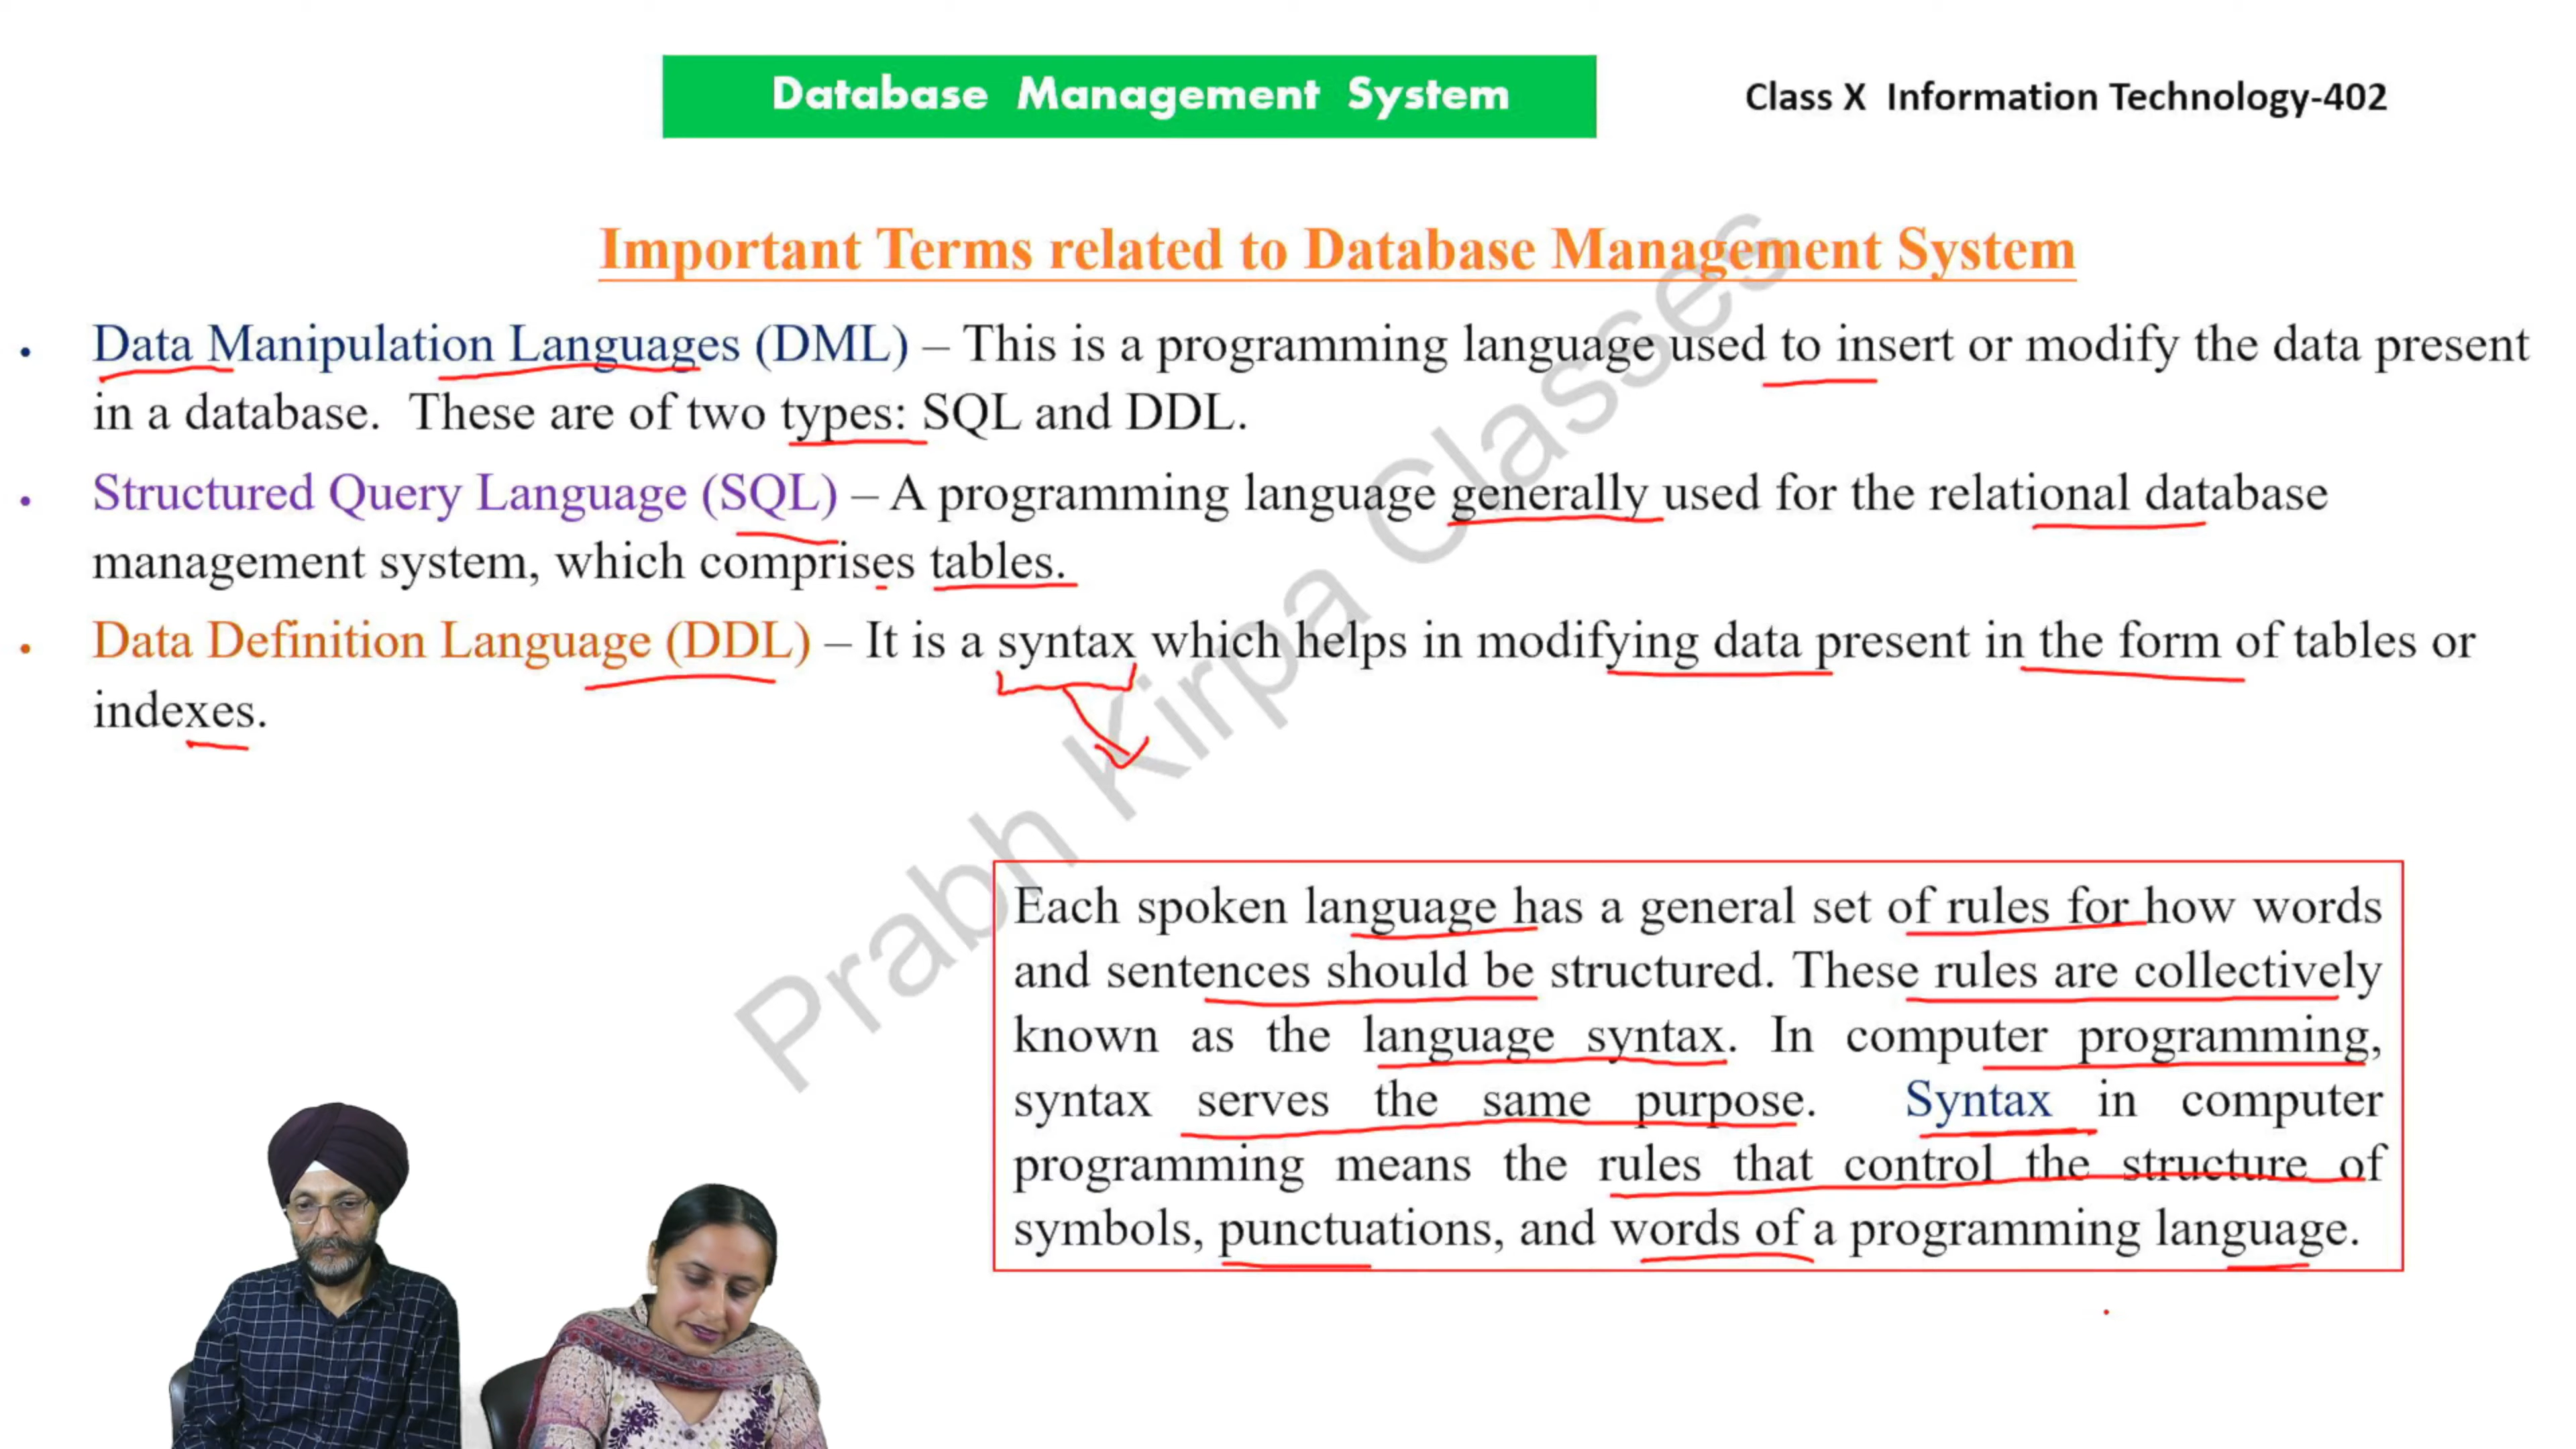 Database Management System
Class X Information Technology-402
Important Terms related to Database Management System
• Data Manipulation Languages (DML) – This is a programming language used to insert or modify the data present
in a database. These are of two types: SQL and DDL.
• Structured Query Language (SQL) – A programming language generally used for the relational database
management system, which comprises tables.
• Data Definition Language (DDL) – It is a syntax which helps in modifying data present in the form of tables or
indexes.
Prabh Kirpa Classes
Each spoken language has a general set of rules for how words
and sentences should be structured. These rules are collectively
known as the language syntax. In computer programming,
syntax serves the same purpose. Syntax in computer
programming means the rules that control the structure of
symbols, punctuations, and words of a programming language.